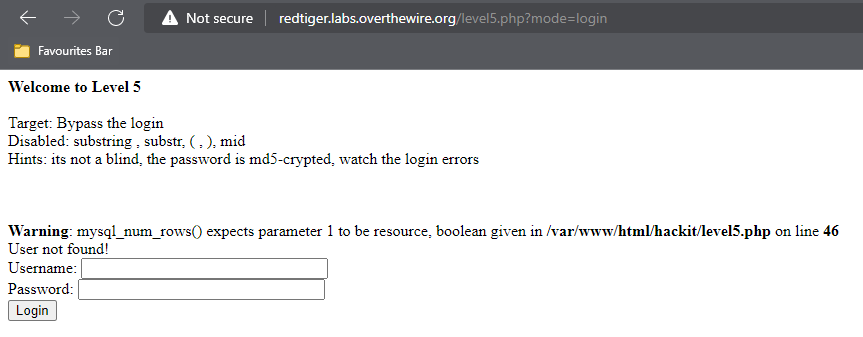 Not secure | redtiger.labs.overthewire.org/level5.php?mode=login
Favourites Bar
Welcome to Level 5
Target: Bypass the login
Disabled: substring , substr, ( , ), mid
Hints: its not a blind, the password is md5-crypted, watch the login errors
Warning: mysql_num_rows() expects parameter 1 to be resource, boolean given in /var/www/html/hackit/level5.php on line 46
User not found!
Username:
Password:
Login